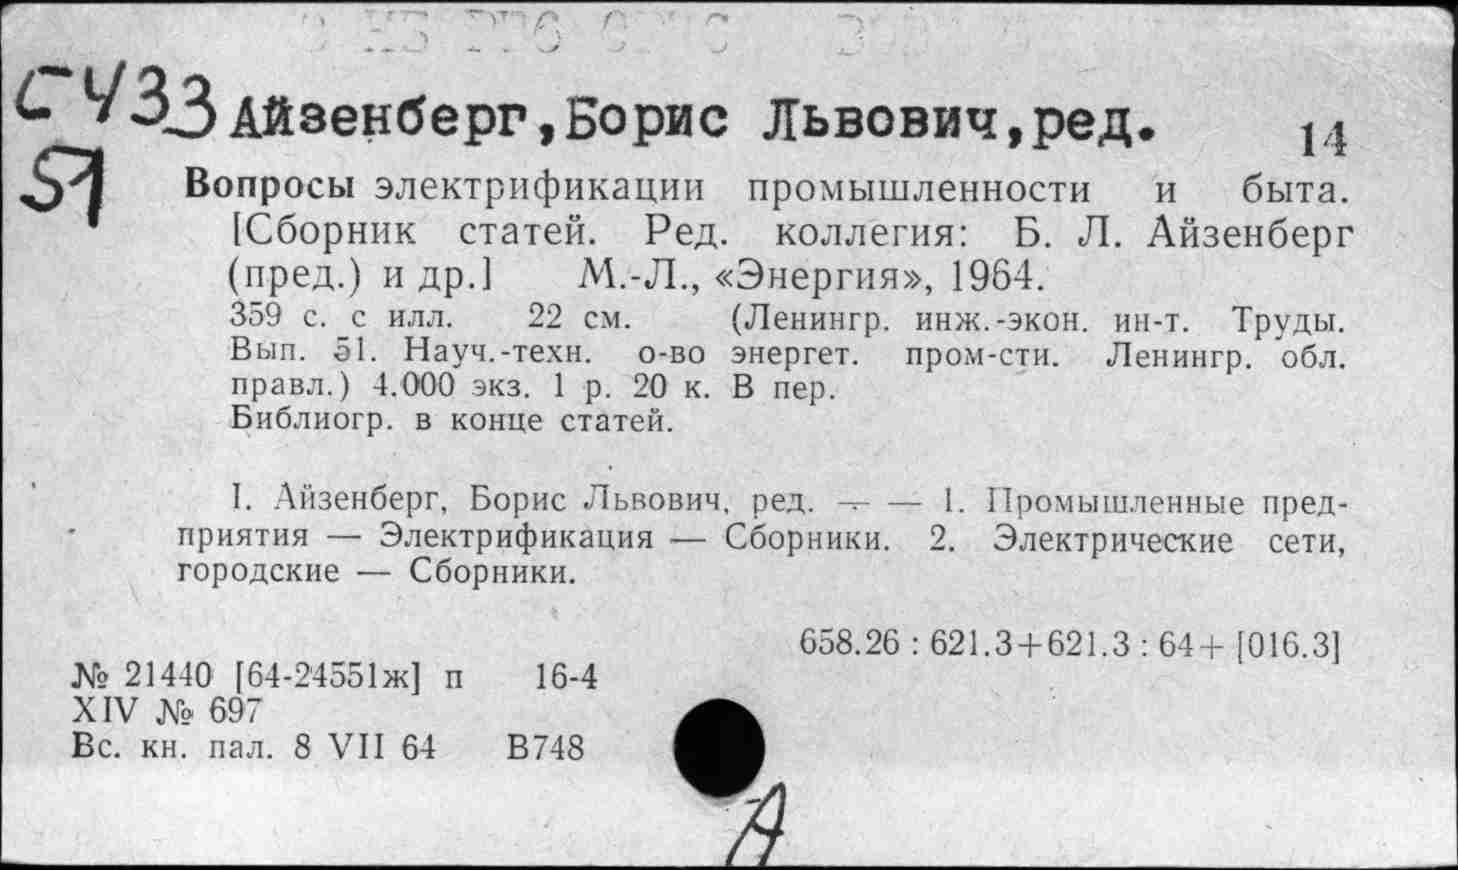 СУ33 Айзенберг,Борис Львович,ред. 14
51 Вопросы электрификации промышленности и быта.
[Сборник статей. Ред. коллегия: Б. Л. Айзенберг
(пред.) и др.] М.-Л., «Энергия», 1964.
359 с. с илл. 22 см. (Ленингр. инж.-экон. ин-т. Труды.
Вып. 51. Науч.-техн. о-во энергет. пром-сти. Ленингр. обл.
правл.) 4.000 экз. 1 р. 20 к. В пер.
Библиогр. в конце статей.
I. Айзенберг, Борис Львович, ред. — — 1. Промышленные пред-
приятия — Электрификация — Сборники. 2. Электрические сети,
городские — Сборники.
658.26 : 621.3+621.3 : 64+ [016.3]
№ 21440 [64-24551ж] п 16-4
XIV № 697
Вс. кн. пал. 8 VII 64 В748
А